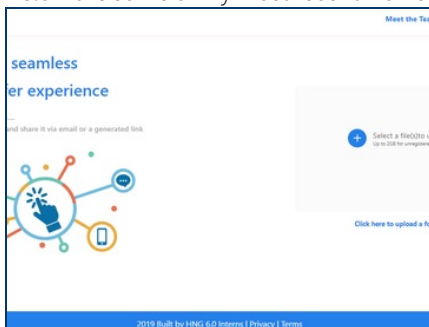 Meet the Tea
seamless
er experience
and share it via email or a generated link
Select a file(s)to
Up to 2GB for unregistere
Click here to upload a fo
2019 Built by HNG 6.0 Interns | Privacy | Terms